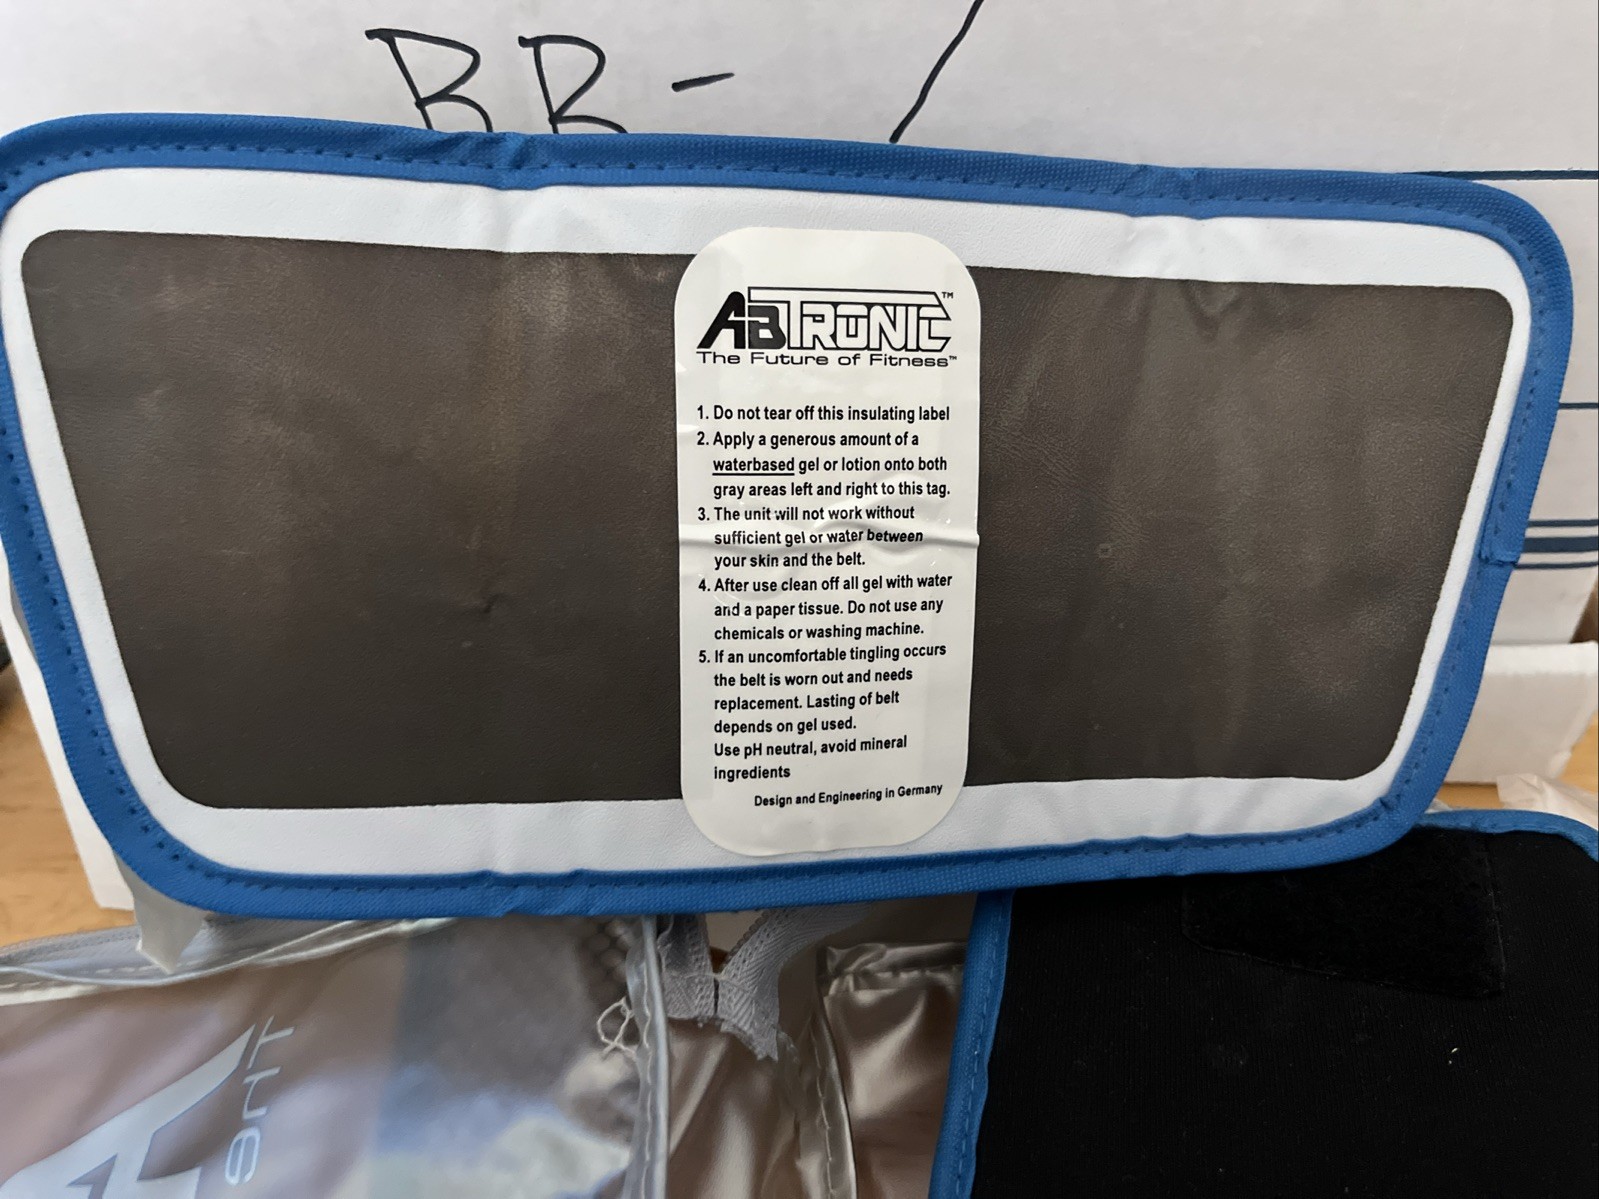 BR-1
ABTRONIC™
The Future of Fitness™
1. Do not tear off this insulating label
2. Apply a generous amount of a
waterbased gel or lotion onto both
gray areas left and right to this tag.
3. The unit will not work without
sufficient gel or water between
your skin and the belt.
4. After use clean off all gel with water
and a paper tissue. Do not use any
chemicals or washing machine.
5. If an uncomfortable tingling occurs
the belt is worn out and needs
replacement. Lasting of belt
depends on gel used.
Use pH neutral, avoid mineral
ingredients
Design and Engineering in Germany
The
A